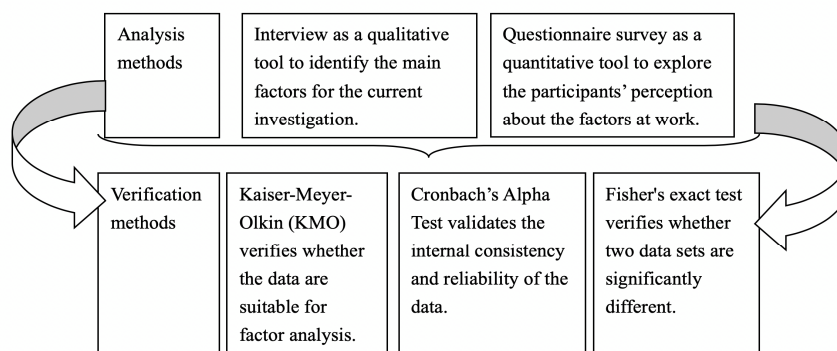 Analysis
methods
Interview as a qualitative
tool to identify the main
factors for the current
investigation.
Questionnaire survey as a
quantitative tool to explore
the participants’ perception
about the factors at work.
Verification
methods
Kaiser-Meyer-
Olkin (KMO)
verifies whether
the data are
suitable for
factor analysis.
Cronbach’s Alpha
Test validates the
internal consistency
and reliability of the
data.
Fisher's exact test
verifies whether
two data sets are
significantly
different.